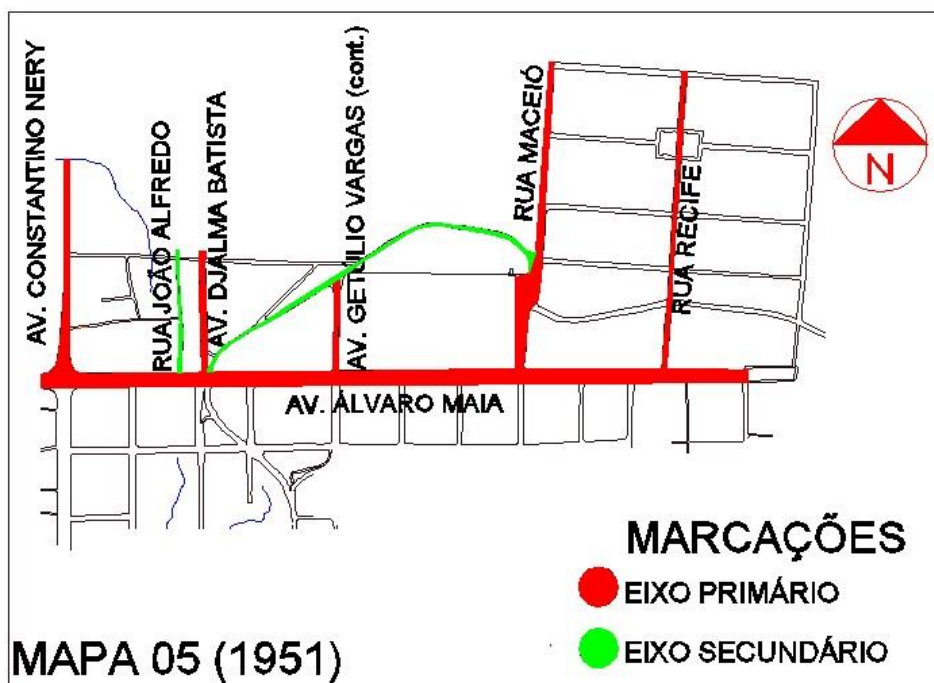 AV. CONSTANTINO NERY
RUA JOÃO ALFREDO
AV. DJALMA BATISTA
AV. GETÚLIO VARGAS (cont.)
RUA MACEIÓ
RUA RECIFE
N
AV. ÁLVARO MAIA
MARCAÇÕES
EIXO PRIMÁRIO
EIXO SECUNDÁRIO
MAPA 05 (1951)